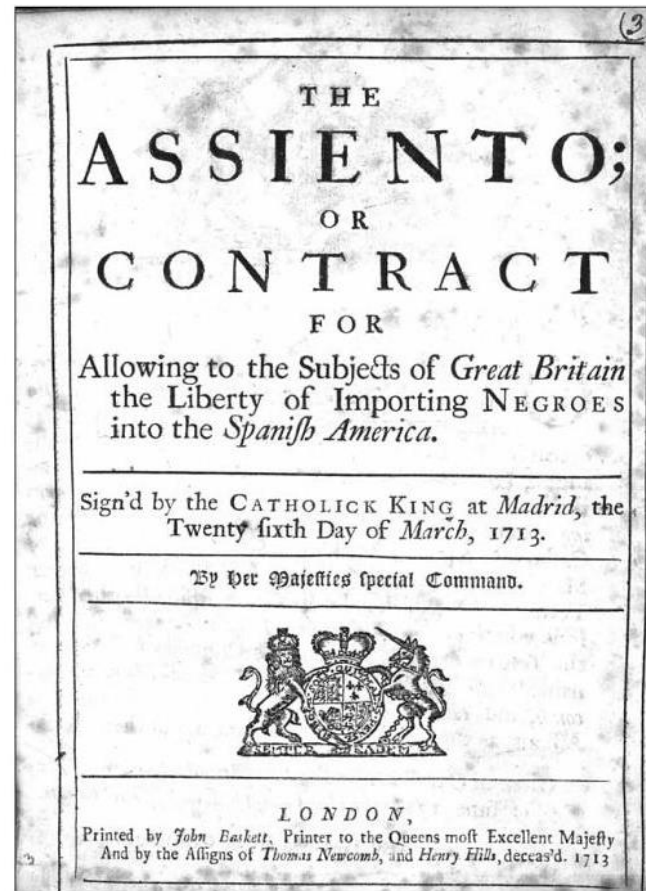 (3
THE
ASSIENTO;
OR
CONTRACT
FOR
Allowing to the Subjects of Great Britain
the Liberty of Importing NEGROES
into the Spaniſh America.
Sign'd by the CATHOLICK KING at Madrid, the
Twenty ſixth Day of March, 1713.
By Her Majeſties ſpecial Command.
SEMPER EADEM
LONDON,
Printed by John Baskett, Printer to the Queens moſt Excellent Majeſty
And by the Aſſigns of Thomas Newcomb, and Henry Hills, deceas'd. 1713